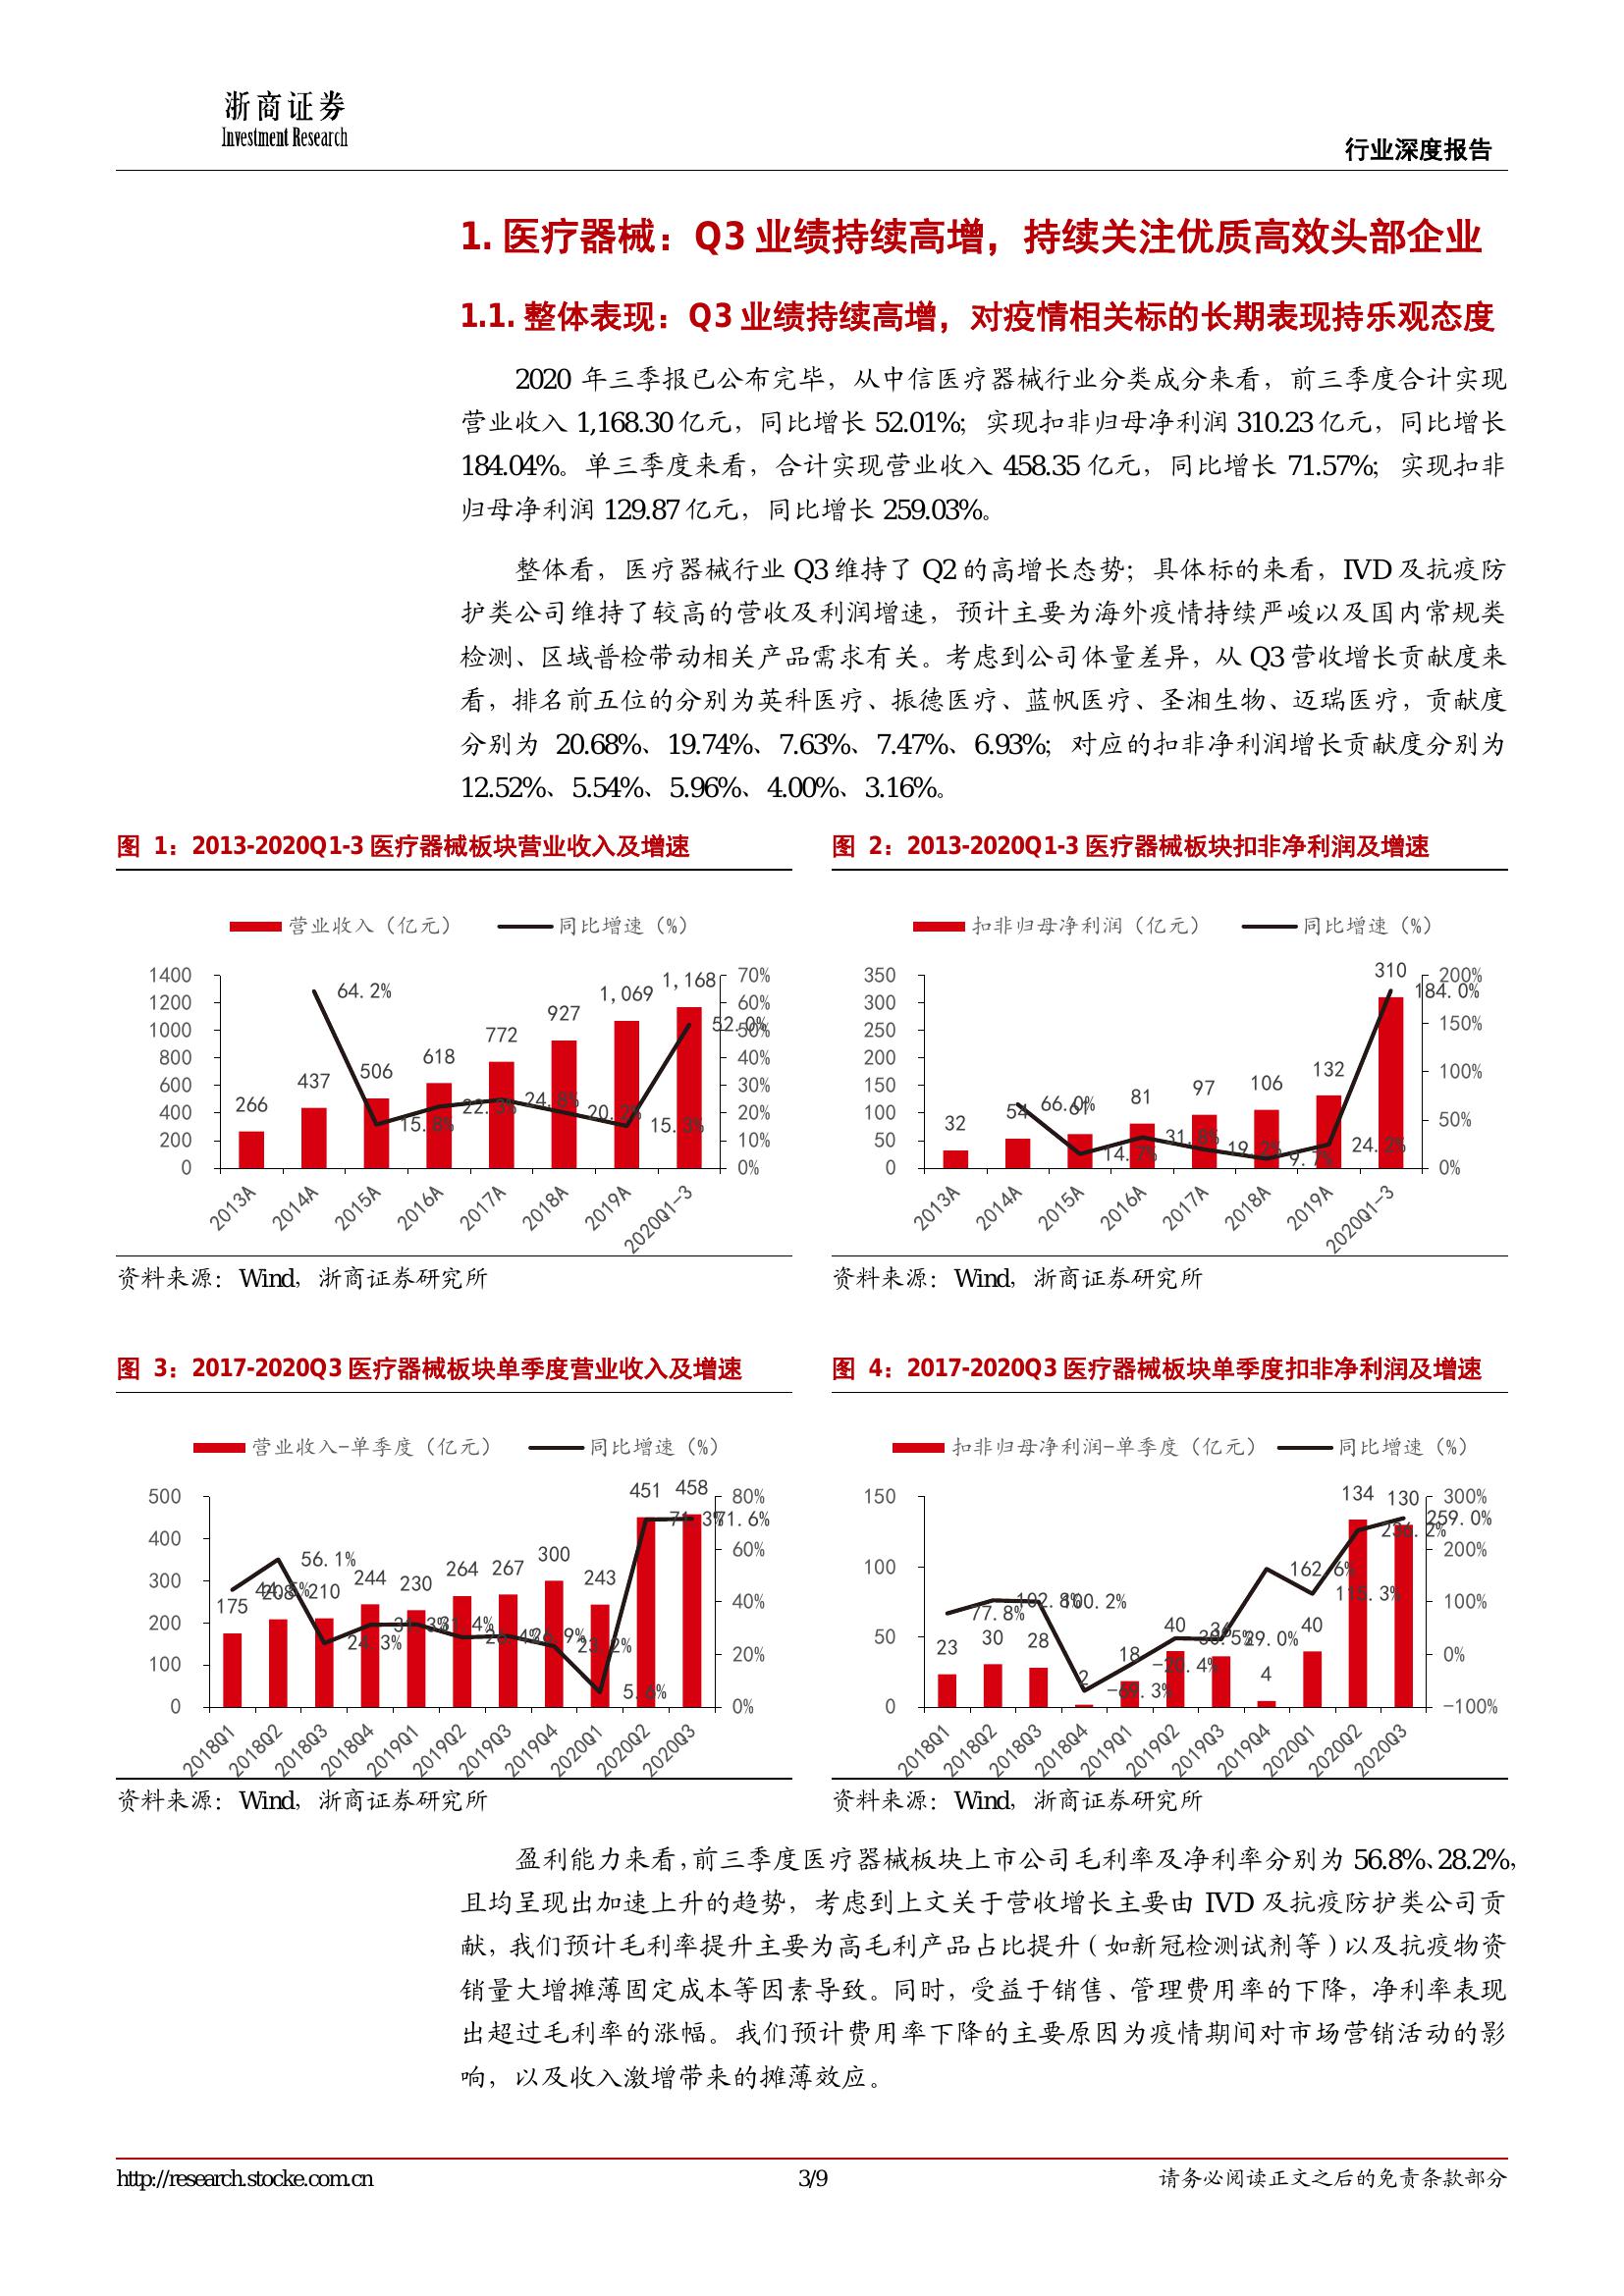 浙商证券
Investment Research
行业深度报告
1. 医疗器械：Q3 业绩持续高增，持续关注优质高效头部企业
1.1. 整体表现：Q3 业绩持续高增，对疫情相关标的长期表现持乐观态度
2020 年三季报已公布完毕，从中信医疗器械行业分类成分来看，前三季度合计实现
营业收入 1,168.30 亿元，同比增长 52.01%；实现扣非归母净利润 310.23 亿元，同比增长
184.04%。单三季度来看，合计实现营业收入 458.35 亿元，同比增长 71.57%；实现扣非
归母净利润 129.87 亿元，同比增长 259.03%。
整体看，医疗器械行业 Q3 维持了 Q2 的高增长态势；具体标的来看，IVD 及抗疫防
护类公司维持了较高的营收及利润增速，预计主要为海外疫情持续严峻以及国内常规类
检测、区域普检带动相关产品需求有关。考虑到公司体量差异，从 Q3 营收增长贡献度来
看，排名前五位的分别为英科医疗、振德医疗、蓝帆医疗、圣湘生物、迈瑞医疗，贡献度
分别为 20.68%、19.74%、7.63%、7.47%、6.93%；对应的扣非净利润增长贡献度分别为
12.52%、5.54%、5.96%、4.00%、3.16%。
图 1：2013-2020Q1-3 医疗器械板块营业收入及增速
营业收入（亿元） 同比增速（%）
1400 1200 1000 800 600 400 200 0
266 437 506 618 772 927 1,069 1,168
64.2% 15.8% 22.3% 24.8% 20.2% 15.3% 52.0%
70% 60% 50% 40% 30% 20% 10% 0%
2013A 2014A 2015A 2016A 2017A 2018A 2019A 2020Q1-3
资料来源：Wind，浙商证券研究所
图 2：2013-2020Q1-3 医疗器械板块扣非净利润及增速
扣非归母净利润（亿元） 同比增速（%）
350 300 250 200 150 100 50 0
32 54 61 81 97 106 132 310
66.0% 14.7% 31.8% 19.2% 9.7% 24.2% 184.0%
200% 150% 100% 50% 0%
2013A 2014A 2015A 2016A 2017A 2018A 2019A 2020Q1-3
资料来源：Wind，浙商证券研究所
图 3：2017-2020Q3 医疗器械板块单季度营业收入及增速
营业收入-单季度（亿元） 同比增速（%）
500 400 300 200 100 0
175 208 210 244 230 264 267 300 243 451 458
56.1% 24.3% 5.6% 71.6%
80% 60% 40% 20% 0%
2018Q1 2018Q2 2018Q3 2018Q4 2019Q1 2019Q2 2019Q3 2019Q4 2020Q1 2020Q2 2020Q3
资料来源：Wind，浙商证券研究所
图 4：2017-2020Q3 医疗器械板块单季度扣非净利润及增速
扣非归母净利润-单季度（亿元） 同比增速（%）
150 100 50 0
23 30 28 2 18 40 36 4 40 134 130
77.8% 102.8% 100.2% -69.3% -20.4% 29.0% 162.6% 115.3% 236.2% 259.0%
300% 200% 100% 0% -100%
2018Q1 2018Q2 2018Q3 2018Q4 2019Q1 2019Q2 2019Q3 2019Q4 2020Q1 2020Q2 2020Q3
资料来源：Wind，浙商证券研究所
盈利能力来看，前三季度医疗器械板块上市公司毛利率及净利率分别为 56.8%、28.2%，
且均呈现出加速上升的趋势，考虑到上文关于营收增长主要由 IVD 及抗疫防护类公司贡
献，我们预计毛利率提升主要为高毛利产品占比提升（如新冠检测试剂等）以及抗疫物资
销量大增摊薄固定成本等因素导致。同时，受益于销售、管理费用率的下降，净利率表现
出超过毛利率的涨幅。我们预计费用率下降的主要原因为疫情期间对市场营销活动的影
响，以及收入激增带来的摊薄效应。
http://research.stocke.com.cn
3/9
请务必阅读正文之后的免责条款部分